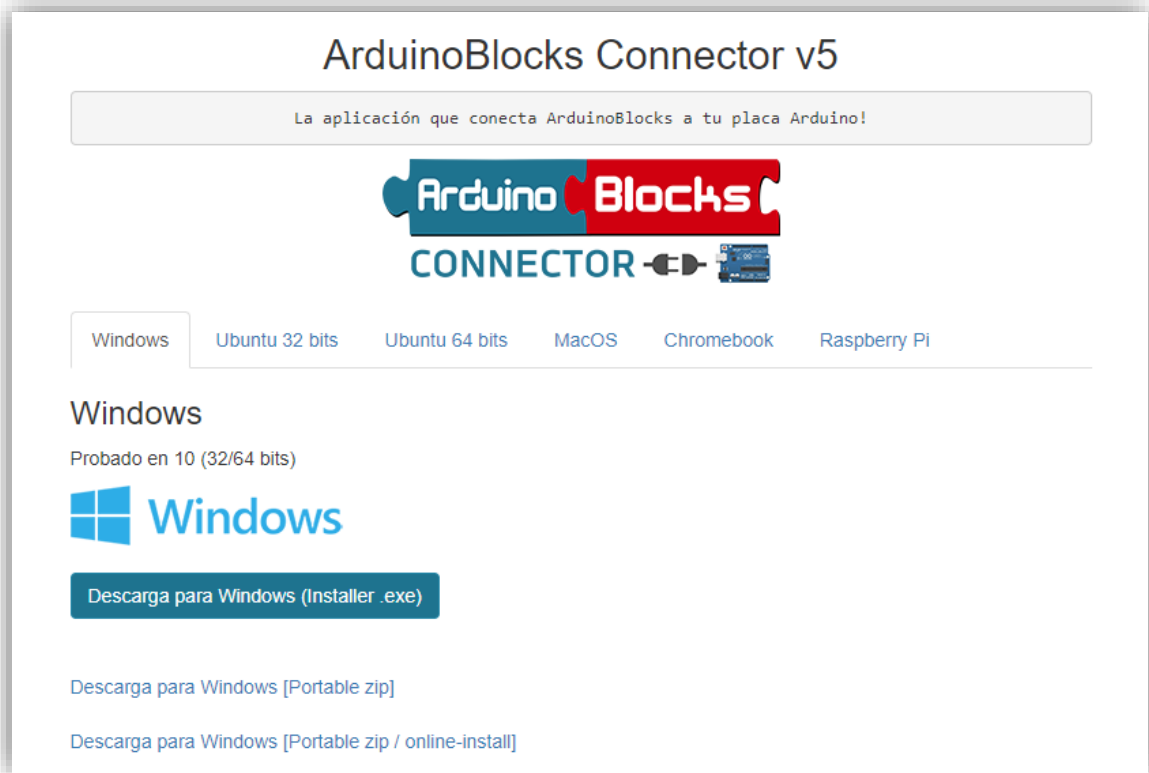 ArduinoBlocks Connector v5
La aplicación que conecta ArduinoBlocks a tu placa Arduino!
Arduino Blocks
CONNECTOR
Windows Ubuntu 32 bits Ubuntu 64 bits MacOS Chromebook Raspberry Pi
Windows
Probado en 10 (32/64 bits)
Windows
Descarga para Windows (Installer .exe)
Descarga para Windows [Portable zip]
Descarga para Windows [Portable zip / online-install]